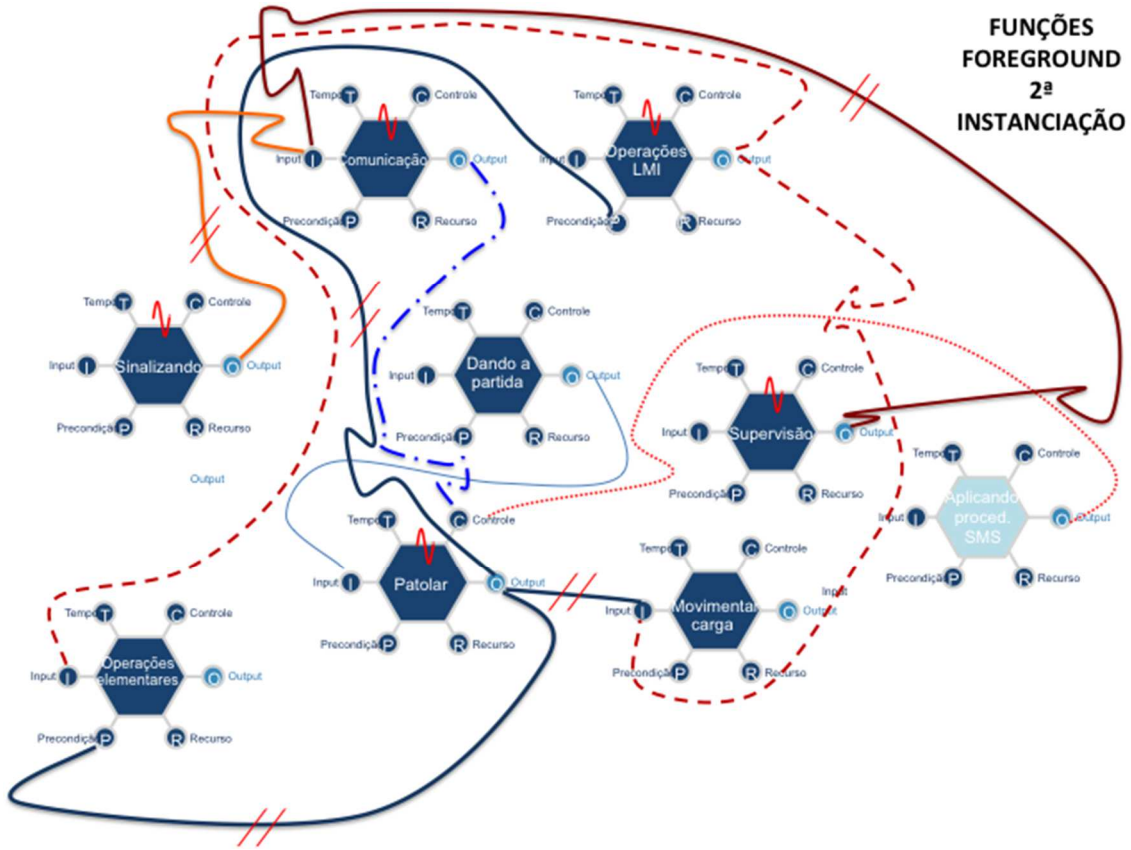 FUNÇÕES
FOREGROUND
2ª
INSTANCIAÇÃO
Tempo T C Controle
Input I Comunicação O Output
Precondição P R Recurso
Tempo T C Controle
Input I Operações
LMI
O Output
Precondição P R Recurso
Tempo T C Controle
Input I Sinalizando O Output
Precondição P R Recurso
Output
Tempo T C Controle
Input I Dando a
partida
O Output
Precondição P R Recurso
Tempo T C Controle
Input I Supervisão O Output
Precondição P R Recurso
Tempo T C Controle
Input I Aplicando
proced.
SMS
O Output
Precondição P R Recurso
T C Controle
Input I Patolar O Output
Precondição P R Recurso
Tempo T C Controle
Input I Movimentar
carga
O Output
Input
Precondição P R Recurso
Tempo T C Controle
Input I Operações
elementares
O Output
Precondição P R Recurso